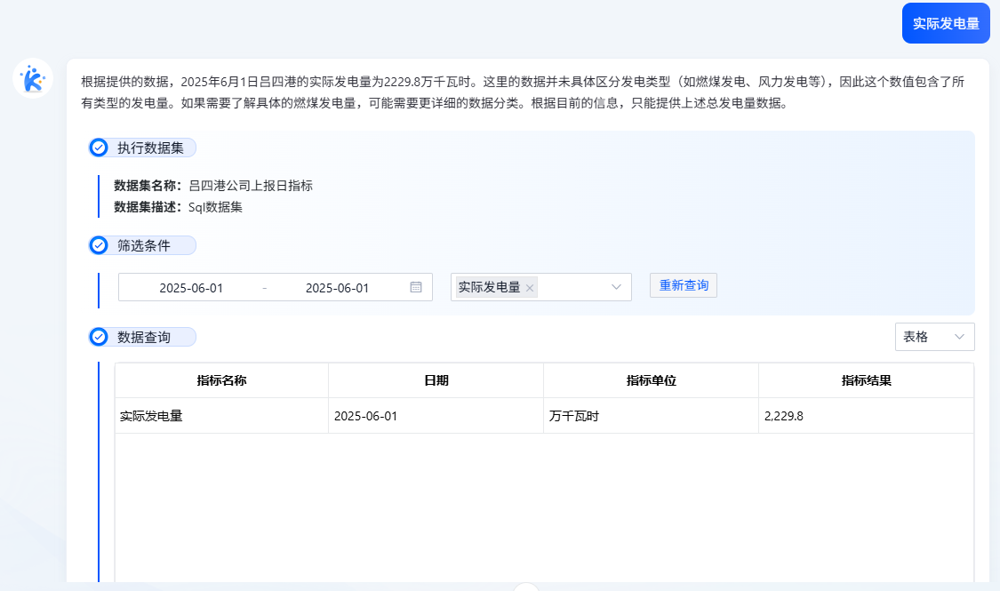 实际发电量
根据提供的数据，2025年6月1日吕四港的实际发电量为2229.8万千瓦时。这里的数据并未具体区分发电类型（如燃煤发电、风力发电等），因此这个数值包含了所
有类型的发电量。如果需要了解具体的燃煤发电量，可能需要更详细的数据分类。根据目前的信息，只能提供上述总发电量数据。
执行数据集
数据集名称：吕四港公司上报日指标
数据集描述：Sql数据集
筛选条件
2025-06-01 - 2025-06-01 实际发电量 × 重新查询
数据查询 表格
指标名称 日期 指标单位 指标结果
实际发电量 2025-06-01 万千瓦时 2,229.8